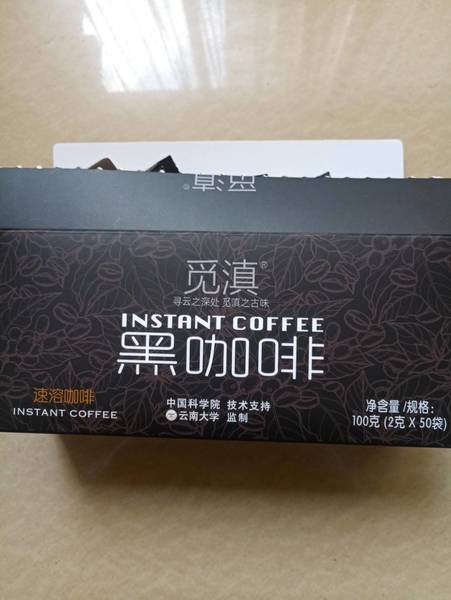 觅滇®
觅滇®
寻云之深处 觅滇之古味
INSTANT COFFEE
黑咖啡
速溶咖啡
INSTANT COFFEE
中国科学院 技术支持
云南大学 监制
净含量/规格:
100克 (2克 X 50袋)